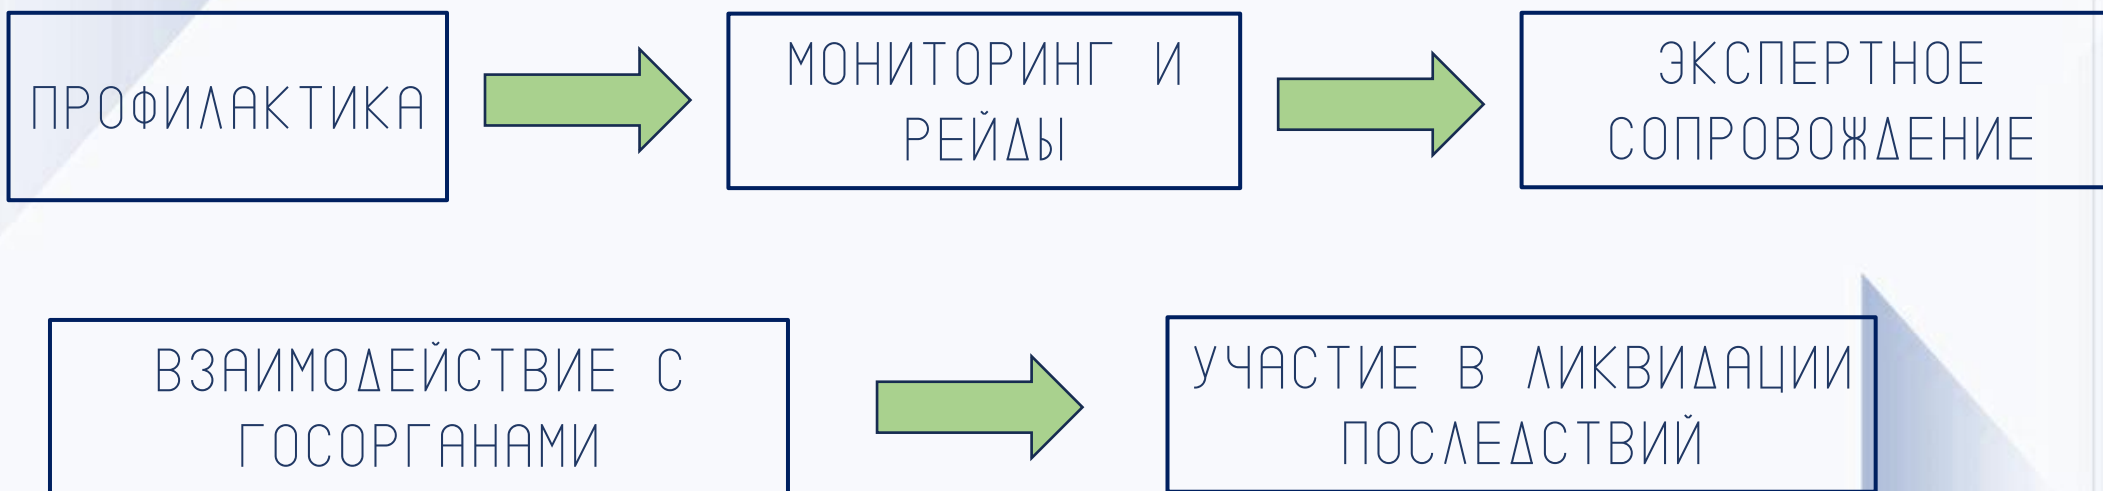 ПРОФИЛАКТИКА
МОНИТОРИНГ И
РЕЙДЫ
ЭКСПЕРТНОЕ
СОПРОВОЖДЕНИЕ
ВЗАИМОДЕЙСТВИЕ С
ГОСОРГАНАМИ
УЧАСТИЕ В ЛИКВИДАЦИИ
ПОСЛЕДСТВИЙ